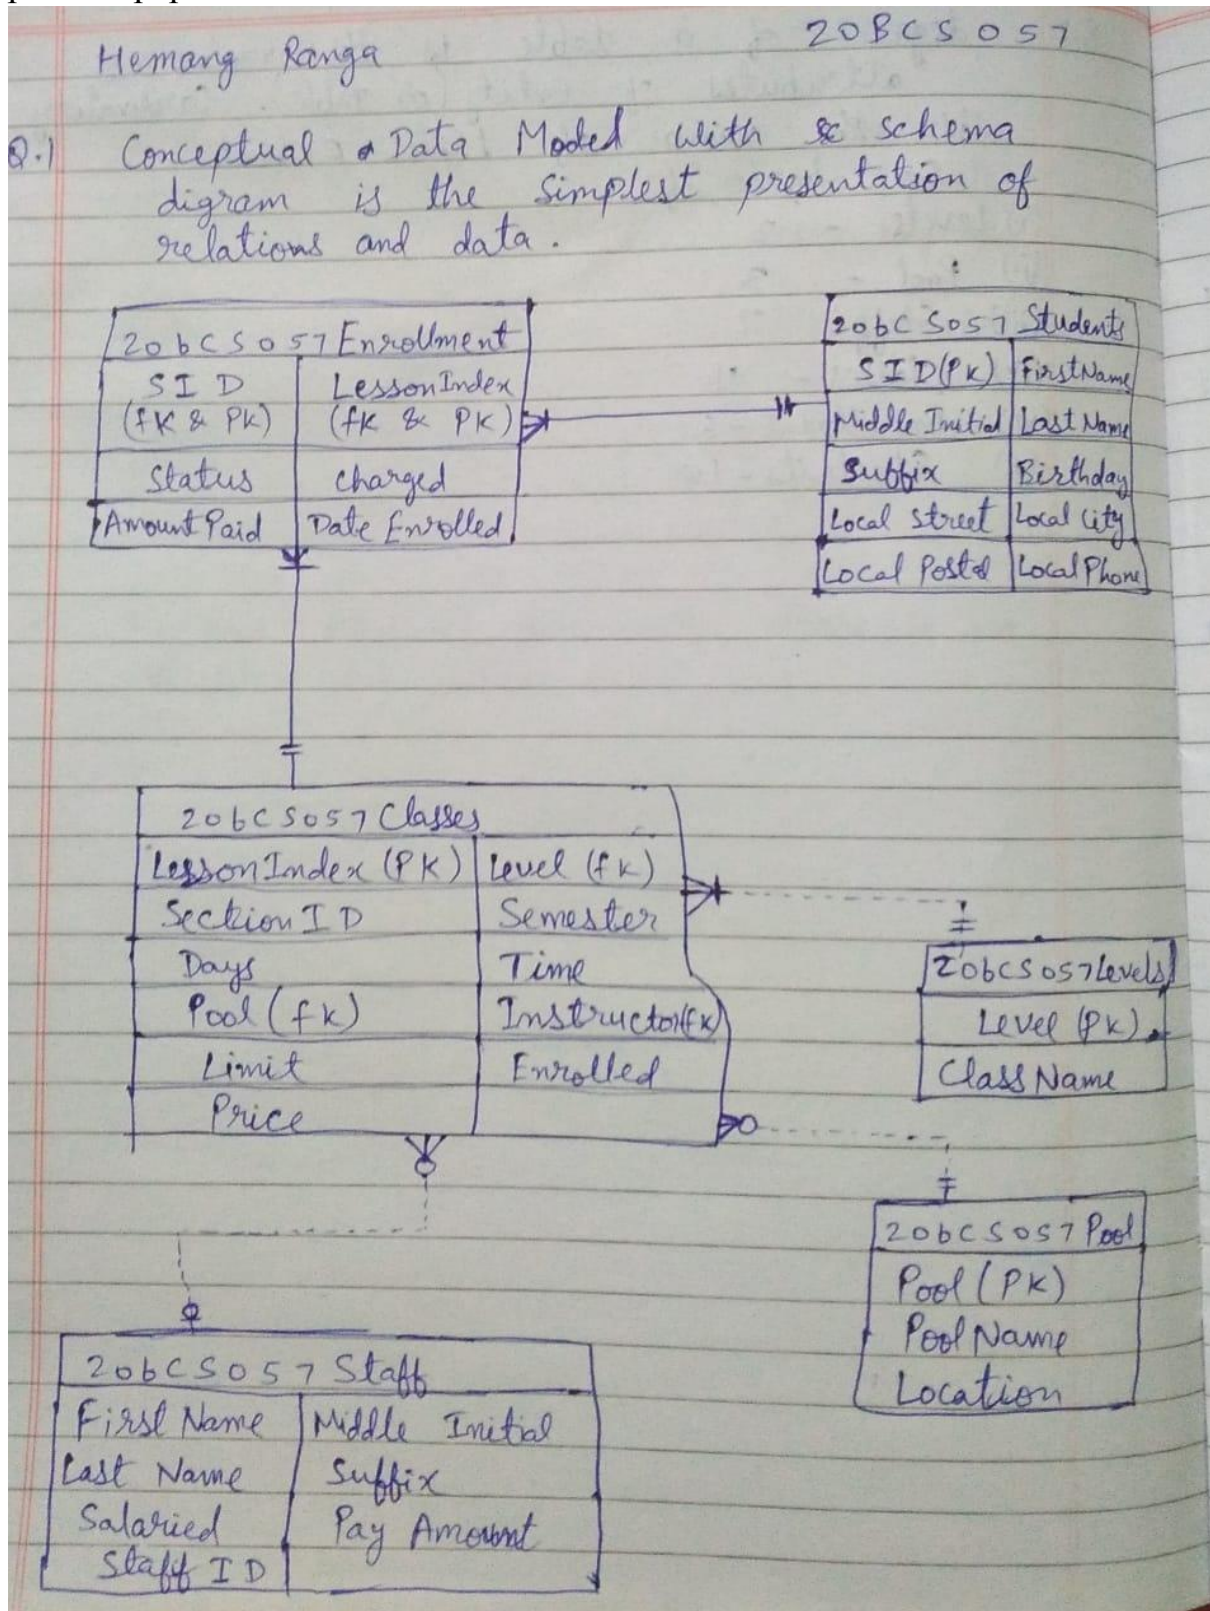 Hemang Ranga 20BCS057
Q.1 Conceptual Data Moded with schema
digram is the simplest presentation of
relations and data.
20bCS057 Enrollment
SID LessonIndex
(fK & PK) (fK & PK)
Status charged
Amount Paid Date Enrolled
20bCS057 Students
SID(PK) FirstName
Middle Initial Last Name
Suffix Birthday
Local Street Local City
Local Postal Local Phone
20bCS057 Classes
LessonIndex (PK) Level (fK)
Section ID Semester
Days Time
Pool (fK) Instructor(fK)
Limit Enrolled
Price
20bCS057 Levels
Level (PK)
Class Name
20bCS057 Pool
Pool (PK)
Pool Name
Location
20bCS057 Staff
First Name Middle Initial
Last Name Suffix
Salaried Pay Amount
Staff ID